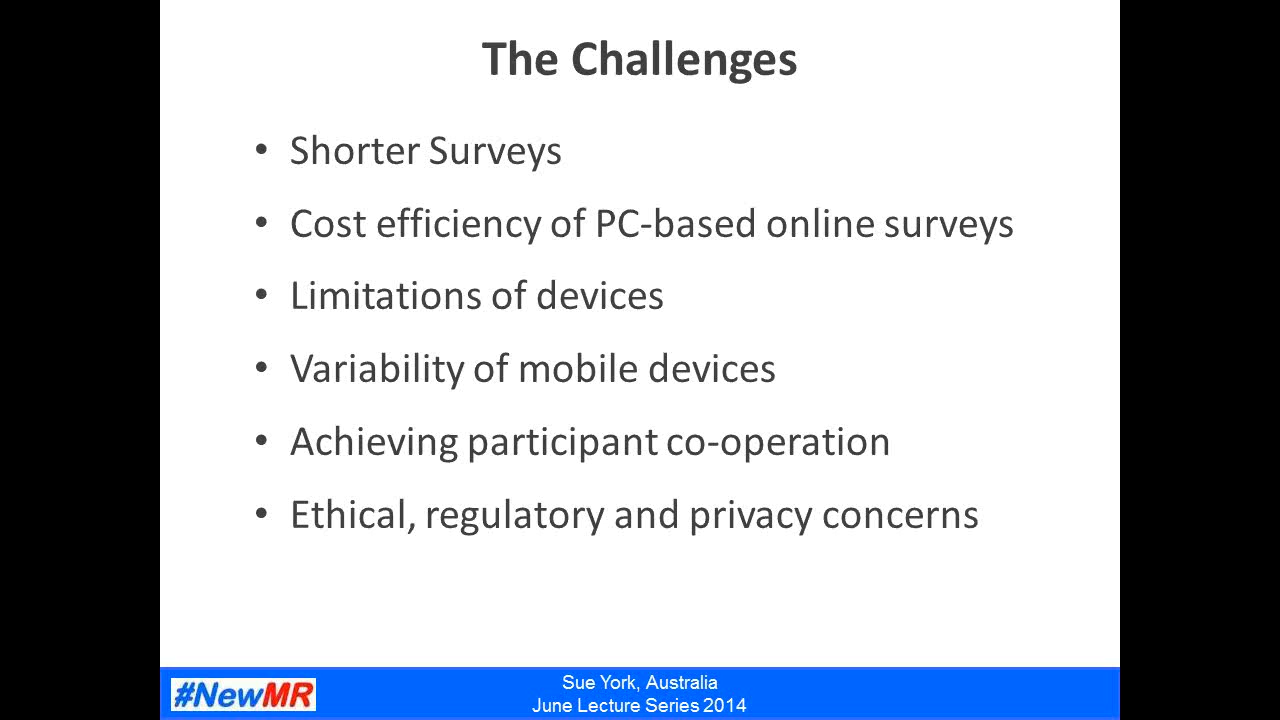 The Challenges
• Shorter Surveys
• Cost efficiency of PC-based online surveys
• Limitations of devices
• Variability of mobile devices
• Achieving participant co-operation
• Ethical, regulatory and privacy concerns
#NewMR
Sue York, Australia
June Lecture Series 2014